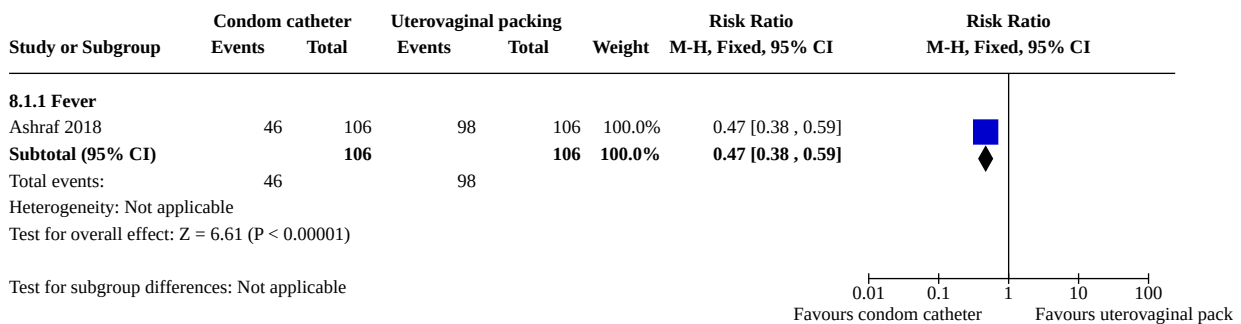 Condom catheter Uterovaginal packing Risk Ratio Risk Ratio
Study or Subgroup Events Total Events Total Weight M-H, Fixed, 95% CI M-H, Fixed, 95% CI
8.1.1 Fever
Ashraf 2018 46 106 98 106 100.0% 0.47 [0.38 , 0.59]
Subtotal (95% CI) 106 106 100.0% 0.47 [0.38 , 0.59]
Total events: 46 98
Heterogeneity: Not applicable
Test for overall effect: Z = 6.61 (P < 0.00001)
Test for subgroup differences: Not applicable
0.01 0.1 1 10 100
Favours condom catheter Favours uterovaginal pack